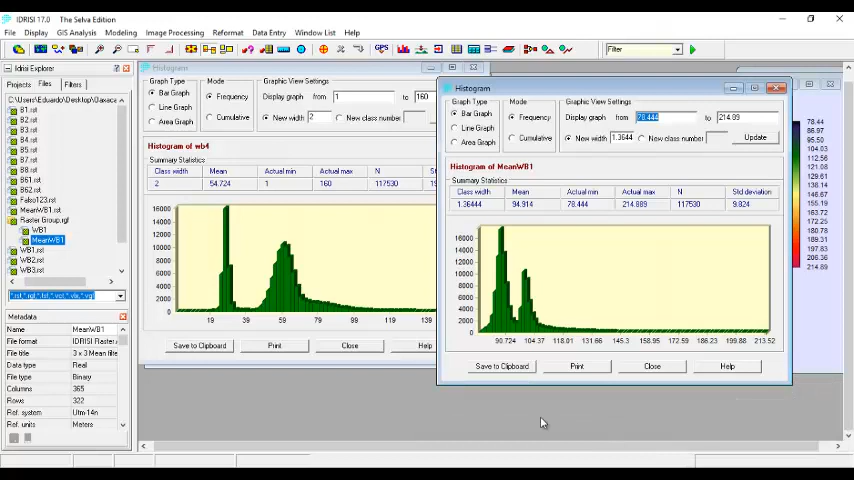 IDRISI 17.0 The Selva Edition
File Display GIS Analysis Modeling Image Processing Reformat Data Entry Window List Help
Filter
Idrisi Explorer
Projects Files Filters
C:\Users\Eduardo\Desktop\Oaxaca
B1.rst
B2.rst
B3.rst
B4.rst
B5.rst
B7.rst
B8.rst
B61.rst
B62.rst
Falso123.rst
MeanWB1.rst
Raster Group.rgf
WB1
MeanWB1
WB1.rst
WB2.rst
WB3.rst
Metadata
Name MeanWB1
File format IDRISI Raster
File title 3 x 3 Mean filte
Data type Real
File type Binary
Columns 365
Rows 322
Ref. system Utm-14n
Ref. units Meters
Histogram
Graph Type
Bar Graph
Line Graph
Area Graph
Mode
Frequency
Cumulative
Graphic View Settings
Display graph from 1 to 160
New width 2 New class number
Histogram of wb4
Summary Statistics
Class width Mean Actual min Actual max N St
2 54.724 1 160 117530
16000
14000
12000
10000
8000
6000
4000
2000
0
19 39 59 79 99 119 139
Save to Clipboard Print Close Help
Histogram
Graph Type
Bar Graph
Line Graph
Area Graph
Mode
Frequency
Cumulative
Graphic View Settings
Display graph from 78.444 to 214.89
New width 1.3644 New class number Update
Histogram of MeanWB1
Summary Statistics
Class width Mean Actual min Actual max N Std deviation
1.36444 94.914 78.444 214.889 117530 9.824
16000
14000
12000
10000
8000
6000
4000
2000
0
90.724 104.37 118.01 131.66 145.3 158.95 172.59 186.23 199.88 213.52
Save to Clipboard Print Close Help
78.44
86.97
95.50
104.03
112.56
121.08
129.61
138.14
146.67
155.19
163.72
172.25
180.78
189.31
197.83
206.36
214.89